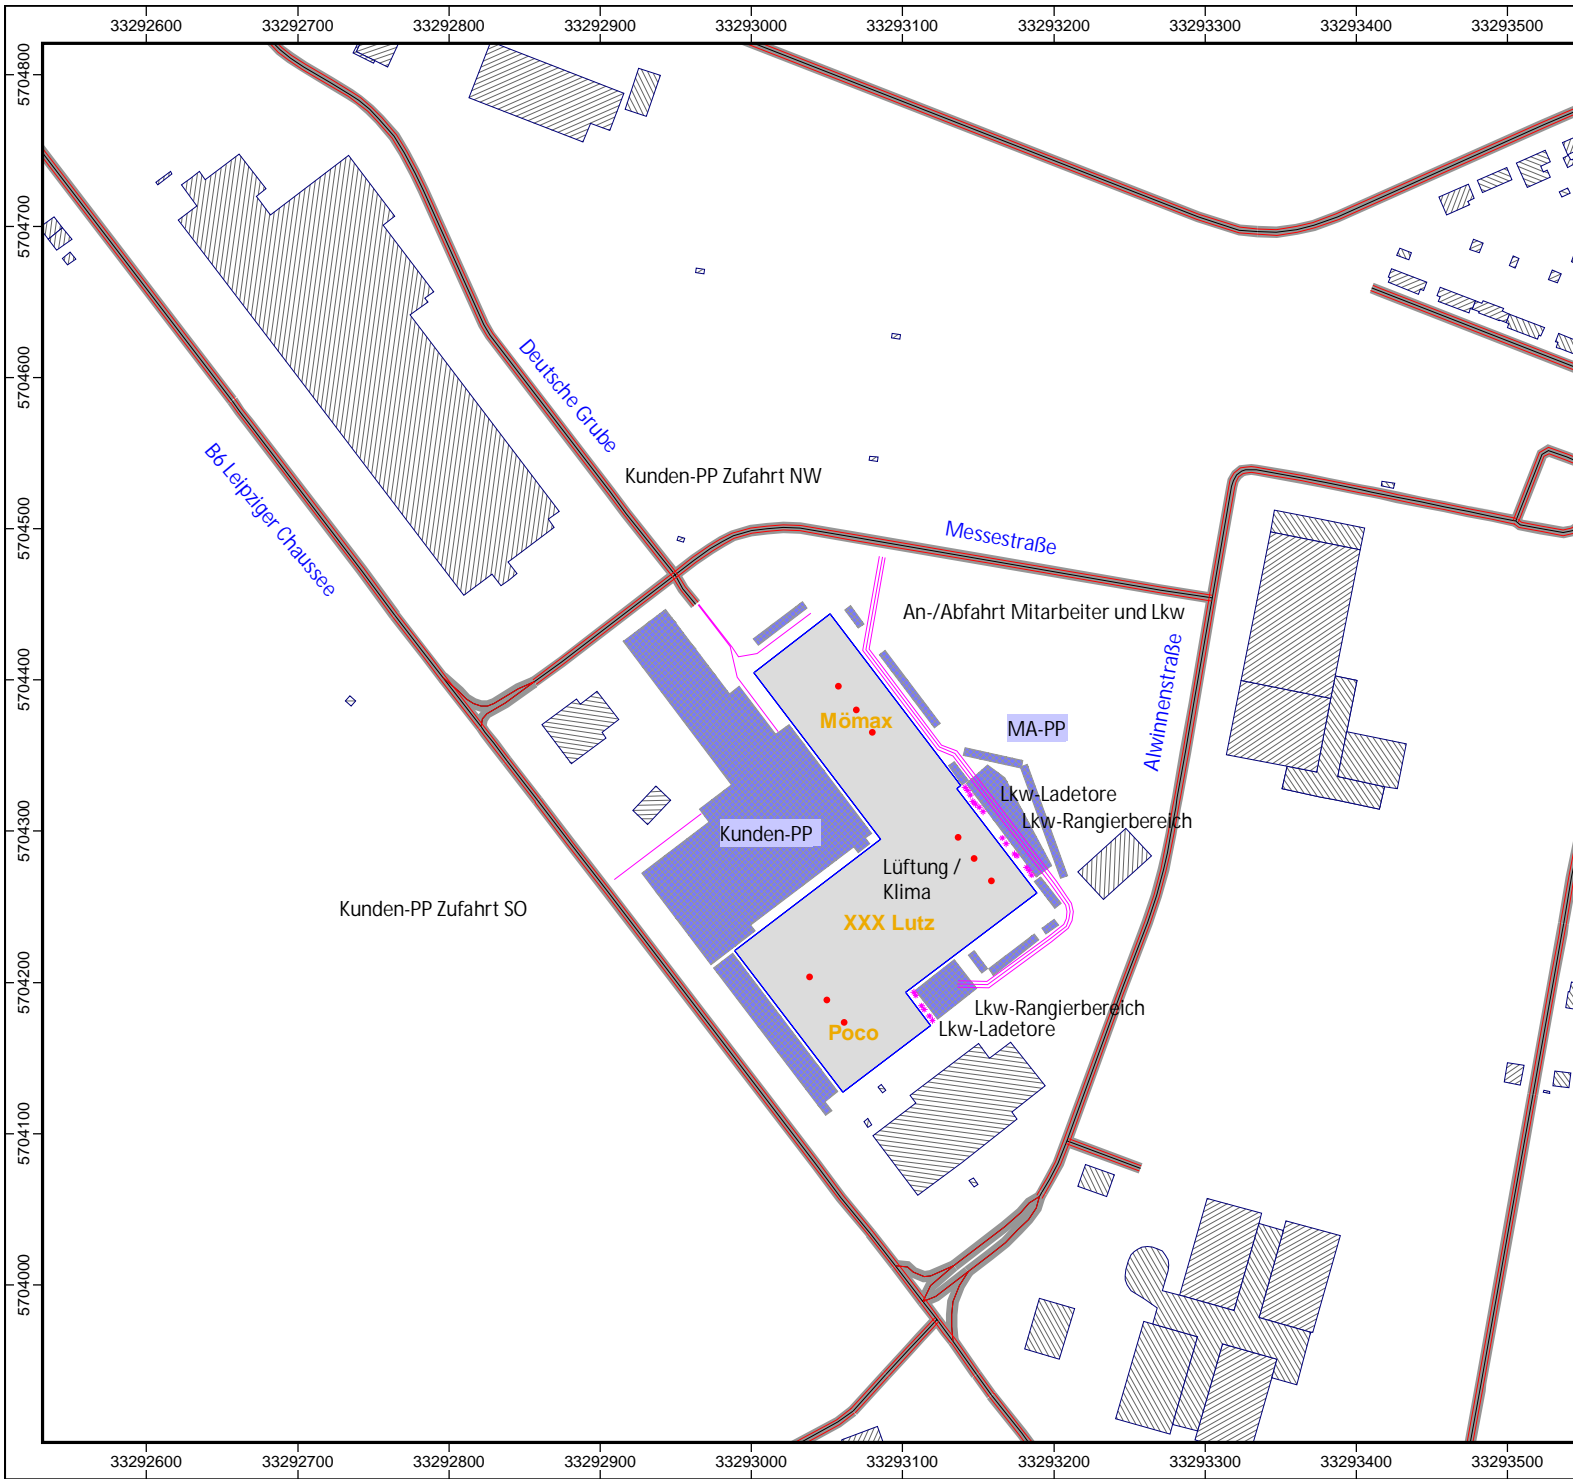 33292600 33292700 33292800 33292900 33293000 33293100 33293200 33293300 33293400 33293500
5704800
5704700
5704600
5704500
5704400
5704300
5704200
5704100
5704000
Deutsche Grube
B6 Leipziger Chaussee
Kunden-PP Zufahrt NW
Messestraße
An-/Abfahrt Mitarbeiter und Lkw
Alwinnenstraße
Mömax
MA-PP
Lkw-Ladetore
Lkw-Rangierbereich
Kunden-PP
Lüftung /
Klima
Kunden-PP Zufahrt SO
XXX Lutz
Lkw-Rangierbereich
Lkw-Ladetore
Poco
33292600 33292700 33292800 33292900 33293000 33293100 33293200 33293300 33293400 33293500